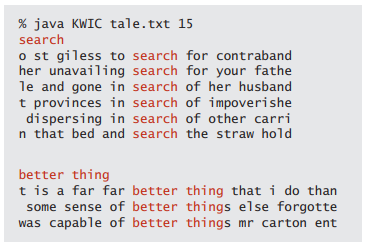 % java KWIC tale.txt 15
search
o st giless to search for contraband
her unavailing search for your fathe
le and gone in search of her husband
t provinces in search of impoverishe
dispersing in search of other carri
n that bed and search the straw hold
better thing
t is a far far better thing that i do than
some sense of better things else forgotte
was capable of better things mr carton ent